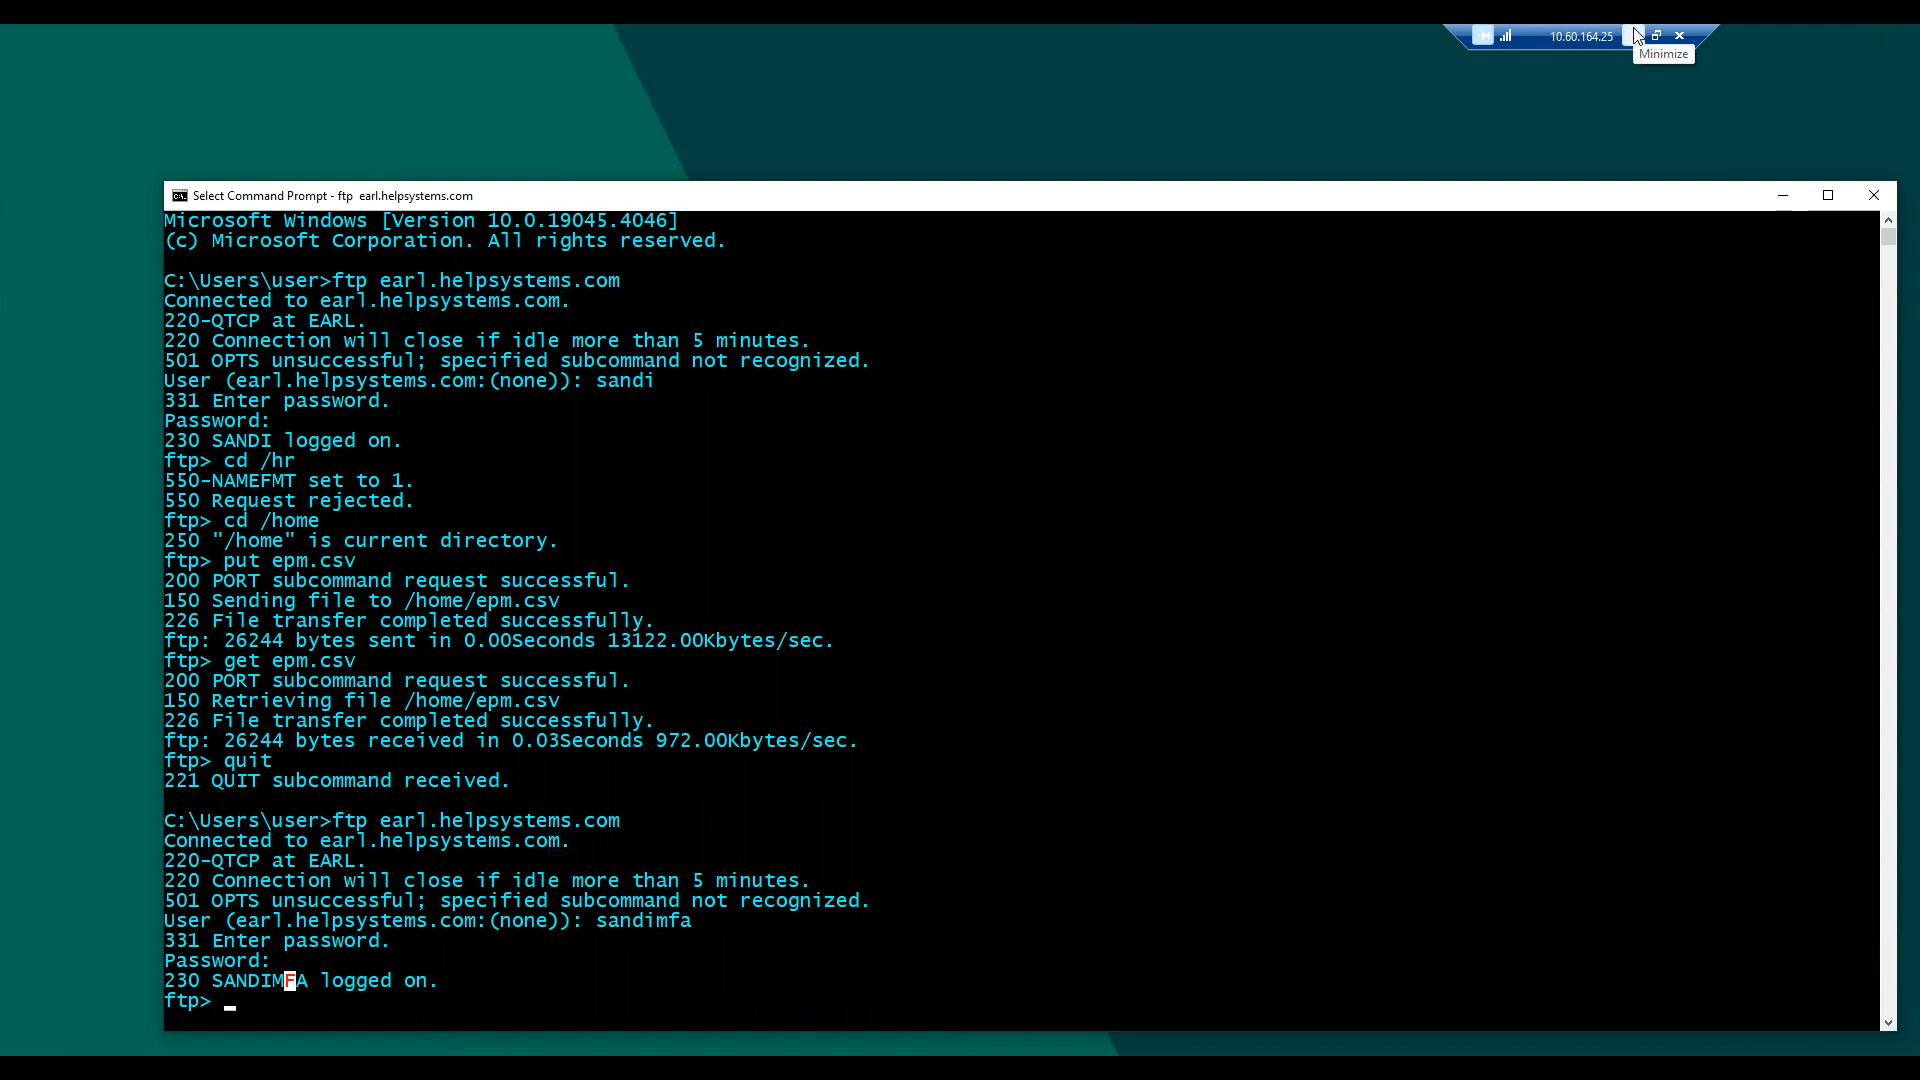 10.60.164.25
Minimize
Select Command Prompt - ftp earl.helpsystems.com
Microsoft Windows [Version 10.0.19045.4046]
(c) Microsoft Corporation. All rights reserved.
C:\Users\user>ftp earl.helpsystems.com
Connected to earl.helpsystems.com.
220-QTCP at EARL.
220 Connection will close if idle more than 5 minutes.
501 OPTS unsuccessful; specified subcommand not recognized.
User (earl.helpsystems.com:(none)): sandi
331 Enter password.
Password:
230 SANDI logged on.
ftp> cd /hr
550-NAMEFMT set to 1.
550 Request rejected.
ftp> cd /home
250 "/home" is current directory.
ftp> put epm.csv
200 PORT subcommand request successful.
150 Sending file to /home/epm.csv
226 File transfer completed successfully.
ftp: 26244 bytes sent in 0.00Seconds 13122.00Kbytes/sec.
ftp> get epm.csv
200 PORT subcommand request successful.
150 Retrieving file /home/epm.csv
226 File transfer completed successfully.
ftp: 26244 bytes received in 0.03Seconds 972.00Kbytes/sec.
ftp> quit
221 QUIT subcommand received.
C:\Users\user>ftp earl.helpsystems.com
Connected to earl.helpsystems.com.
220-QTCP at EARL.
220 Connection will close if idle more than 5 minutes.
501 OPTS unsuccessful; specified subcommand not recognized.
User (earl.helpsystems.com:(none)): sandimfa
331 Enter password.
Password:
230 SANDIMFA logged on.
ftp> _